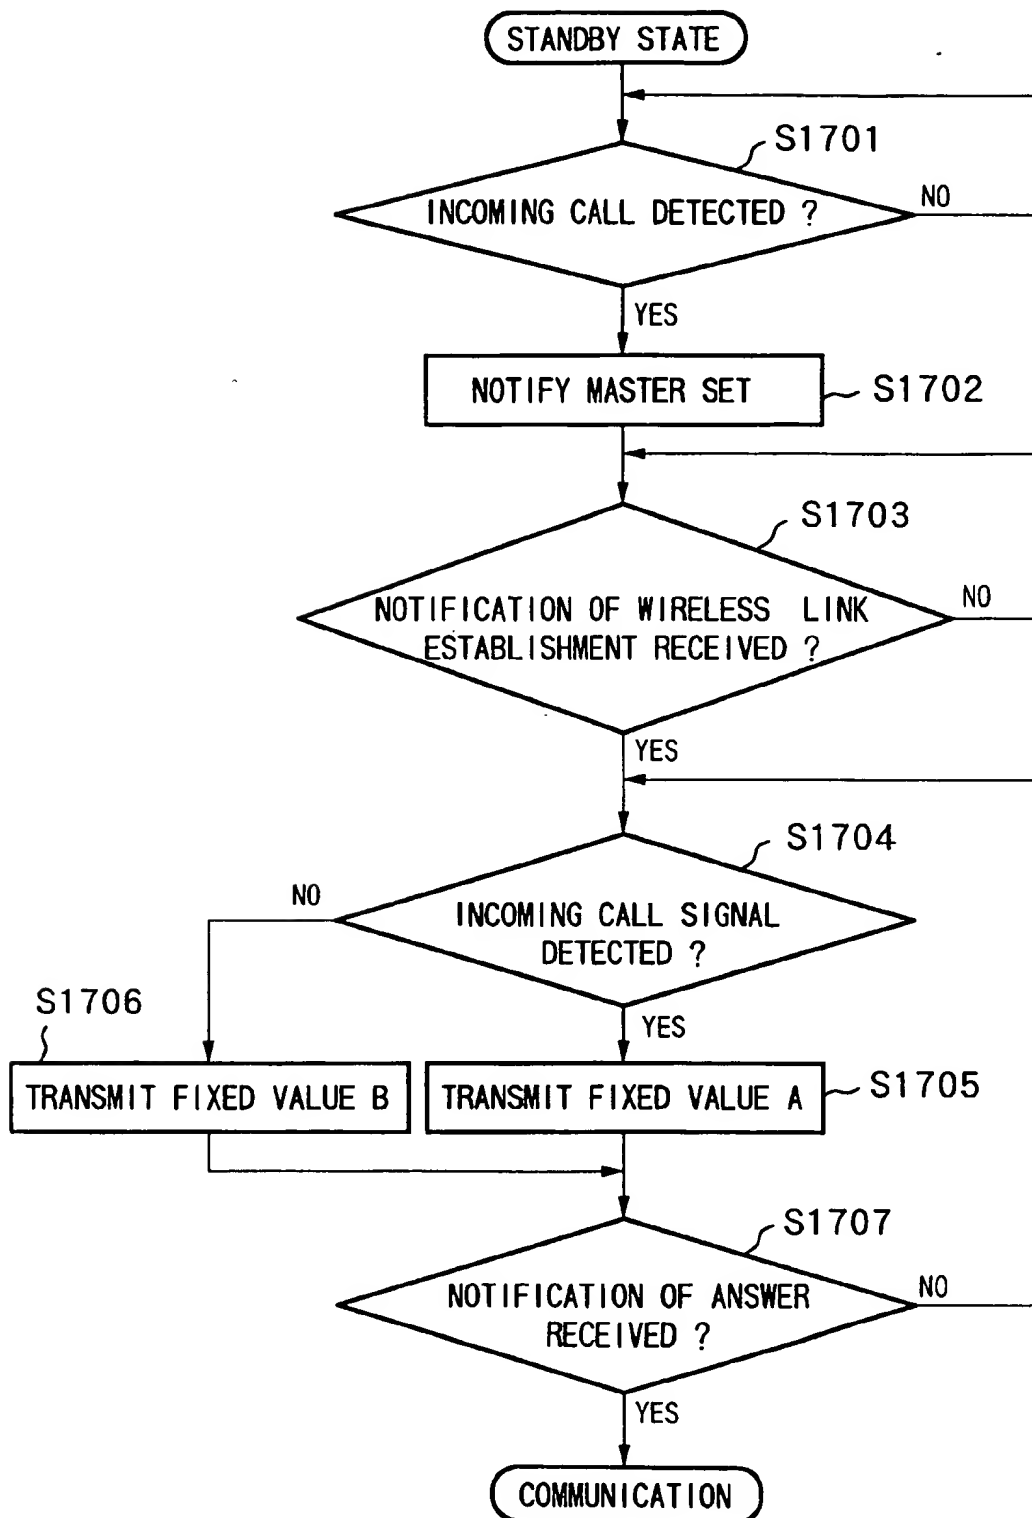 STANDBY STATE
S1701
INCOMING CALL DETECTED ?
NO
YES
NOTIFY MASTER SET
S1702
S1703
NOTIFICATION OF WIRELESS LINK
ESTABLISHMENT RECEIVED ?
NO
YES
S1704
NO
INCOMING CALL SIGNAL
DETECTED ?
S1706
YES
TRANSMIT FIXED VALUE B
TRANSMIT FIXED VALUE A
S1705
S1707
NOTIFICATION OF ANSWER
RECEIVED ?
NO
YES
COMMUNICATION